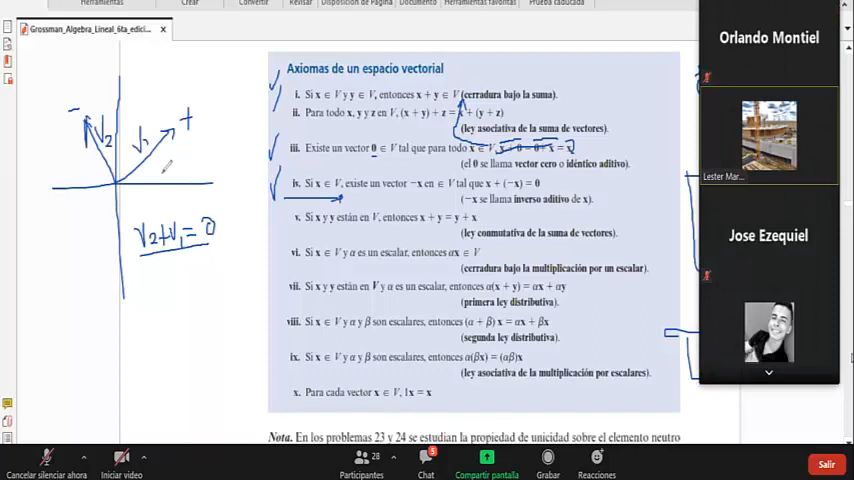 Herramientas
Crear
Convertir
Revisar
Disposición de Página
Documento
Herramientas favoritas
Prueba caducada
Grossman_Algebra_Lineal_6ta_edici
Axiomas de un espacio vectorial
i. Si x ∈ V y y ∈ V, entonces x + y ∈ V (cerradura bajo la suma).
ii. Para todo x, y y z en V, (x + y) + z = x + (y + z)
(ley asociativa de la suma de vectores).
iii. Existe un vector 0 ∈ V tal que para todo x ∈ V, x + 0 = 0 + x = x
(el 0 se llama vector cero o idéntico aditivo).
iv. Si x ∈ V, existe un vector −x en ∈ V tal que x + (−x) = 0
(−x se llama inverso aditivo de x).
v. Si x y y están en V, entonces x + y = y + x
(ley conmutativa de la suma de vectores).
vi. Si x ∈ V y α es un escalar, entonces αx ∈ V
(cerradura bajo la multiplicación por un escalar).
vii. Si x y y están en V y α es un escalar, entonces α(x + y) = αx + αy
(primera ley distributiva).
viii. Si x ∈ V y α y β son escalares, entonces (α + β) x = αx + βx
(segunda ley distributiva).
ix. Si x ∈ V y α y β son escalares, entonces α(βx) = (αβ)x
(ley asociativa de la multiplicación por escalares).
x. Para cada vector x ∈ V, 1x = x
Nota. En los problemas 23 y 24 se estudian la propiedad de unicidad sobre el elemento neutro
−
V2
V1
+
V2+V1=0
Orlando Montiel
Lester Mar...
Jose Ezequiel
Cancelar silenciar ahora
Iniciar video
28
Participantes
5
Chat
Compartir pantalla
Grabar
Reacciones
Salir